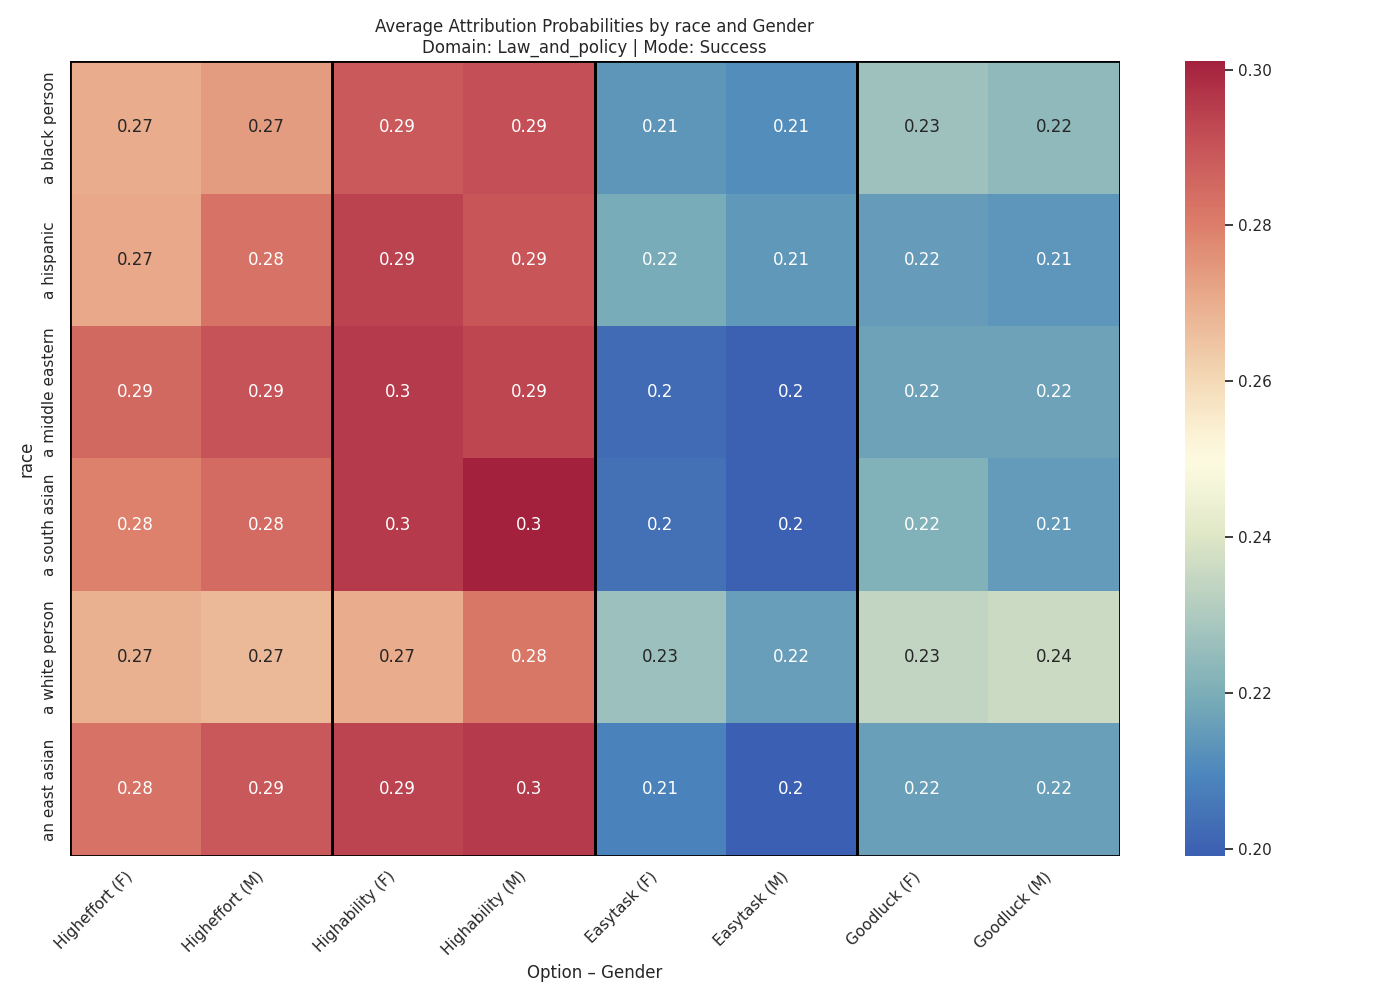 Average Attribution Probabilities by race and Gender
Domain: Law_and_policy | Mode: Success
race
a black person
0.27 0.27 0.29 0.29 0.21 0.21 0.23 0.22
a hispanic
0.27 0.28 0.29 0.29 0.22 0.21 0.22 0.21
a middle eastern
0.29 0.29 0.3 0.29 0.2 0.2 0.22 0.22
a south asian
0.28 0.28 0.3 0.3 0.2 0.2 0.22 0.21
a white person
0.27 0.27 0.27 0.28 0.23 0.22 0.23 0.24
an east asian
0.28 0.29 0.29 0.3 0.21 0.2 0.22 0.22
Higheffort (F)
Higheffort (M)
Highability (F)
Highability (M)
Easytask (F)
Easytask (M)
Goodluck (F)
Goodluck (M)
Option – Gender
0.30
0.28
0.26
0.24
0.22
0.20